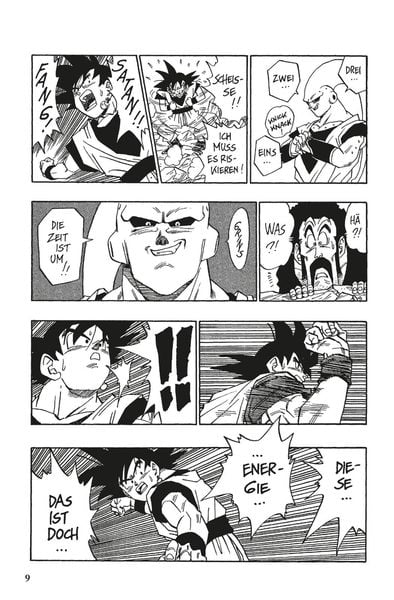 DREI
...
ZWEI
...
KNICK
KNACK
EINS
...
SCHEIS-
SE
!!
ICH
MUSS
ES RIS-
KIEREN!
SATAN!!
FANG,
HÄ
?!
WAS
?!
GRINS
DIE
ZEIT IST
UM,
!!
!!
DIE-
SE
...
...
ENER-
GIE
...
DAS
IST
DOCH
...
9